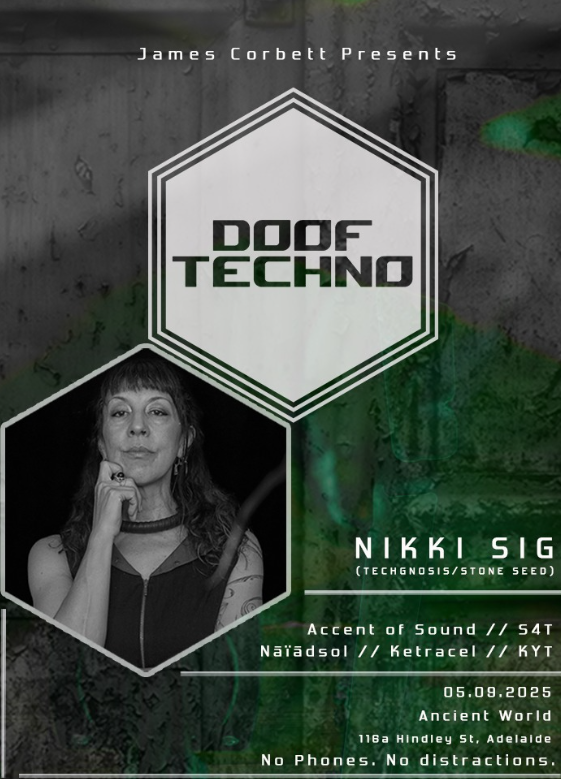 James Corbett Presents
DOOF
TECHNO
NIKKI SIG
(TECHGNOSIS/STONE SEED)
Accent of Sound // S4T
Näïädsol // Ketracel // KYT
05.09.2025
Ancient World
118a Hindley St, Adelaide
No Phones. No distractions.